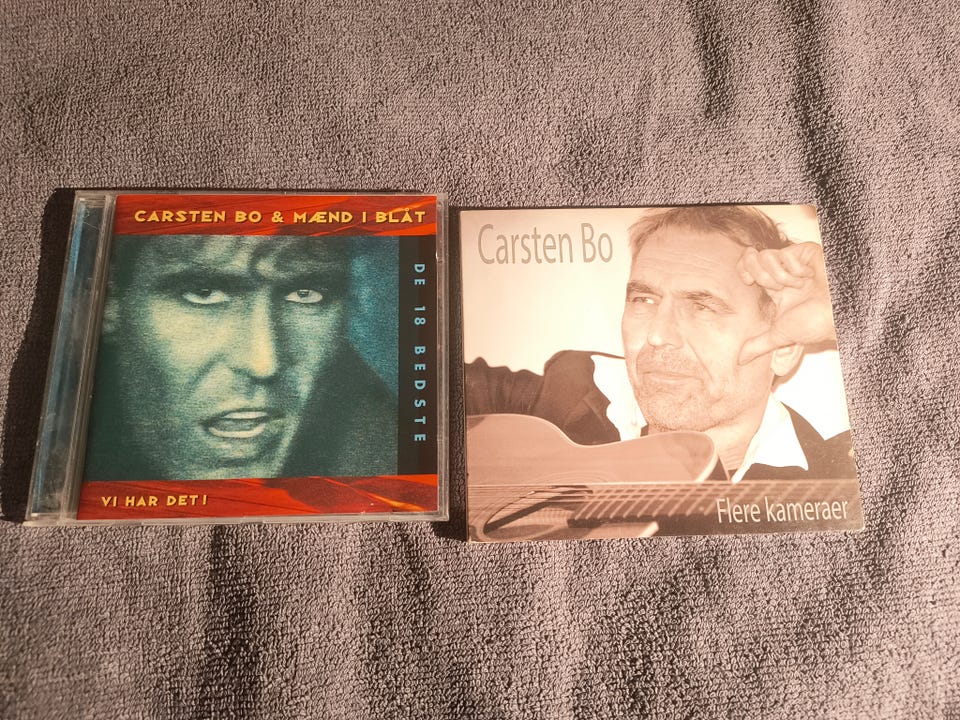 CARSTEN BO & MÆND I BLÅT
DE 18 BEDSTE
VI HAR DET!
Carsten Bo
Flere kameraer